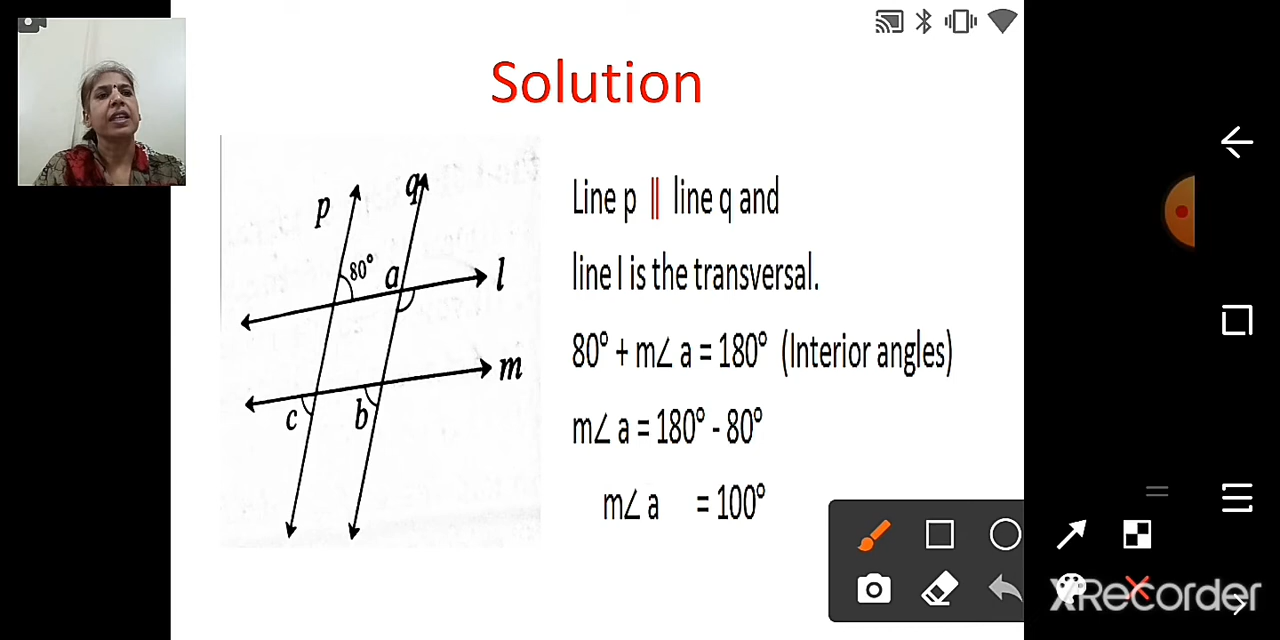 Solution
p
q
80°
a
l
m
c
b
Line p || line q and
line l is the transversal.
80° + m∠ a = 180° (Interior angles)
m∠ a = 180° - 80°
m∠ a = 100°
XRecorder